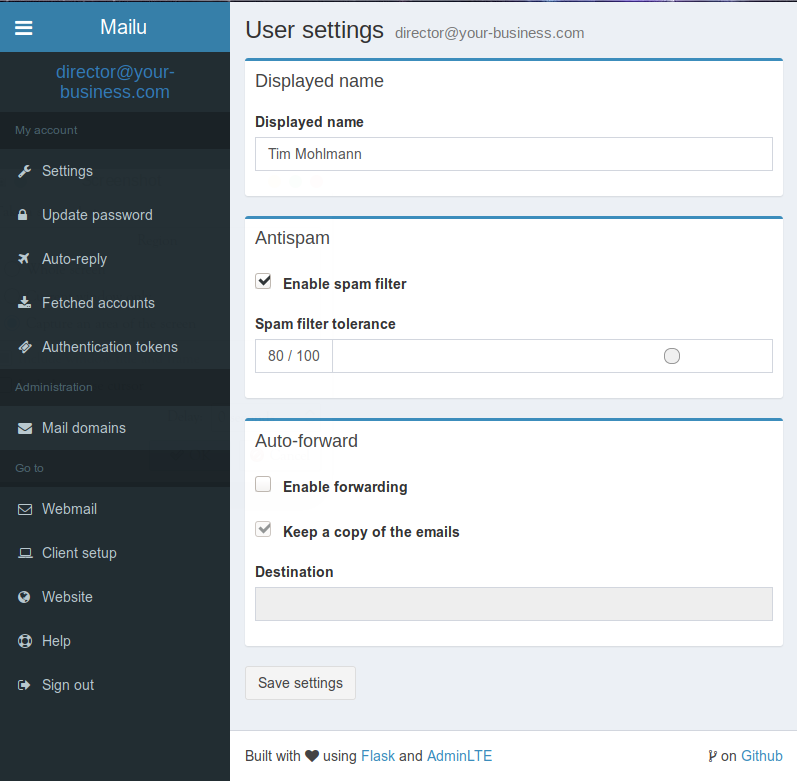 Mailu
director@your-
business.com
My account
Settings
Update password
Auto-reply
Fetched accounts
Authentication tokens
Administration
Mail domains
Go to
Webmail
Client setup
Website
Help
Sign out
User settings director@your-business.com
Displayed name
Displayed name
Tim Mohlmann
Antispam
Enable spam filter
Spam filter tolerance
80 / 100
Auto-forward
Enable forwarding
Keep a copy of the emails
Destination
Save settings
Built with ♥ using Flask and AdminLTE
on Github